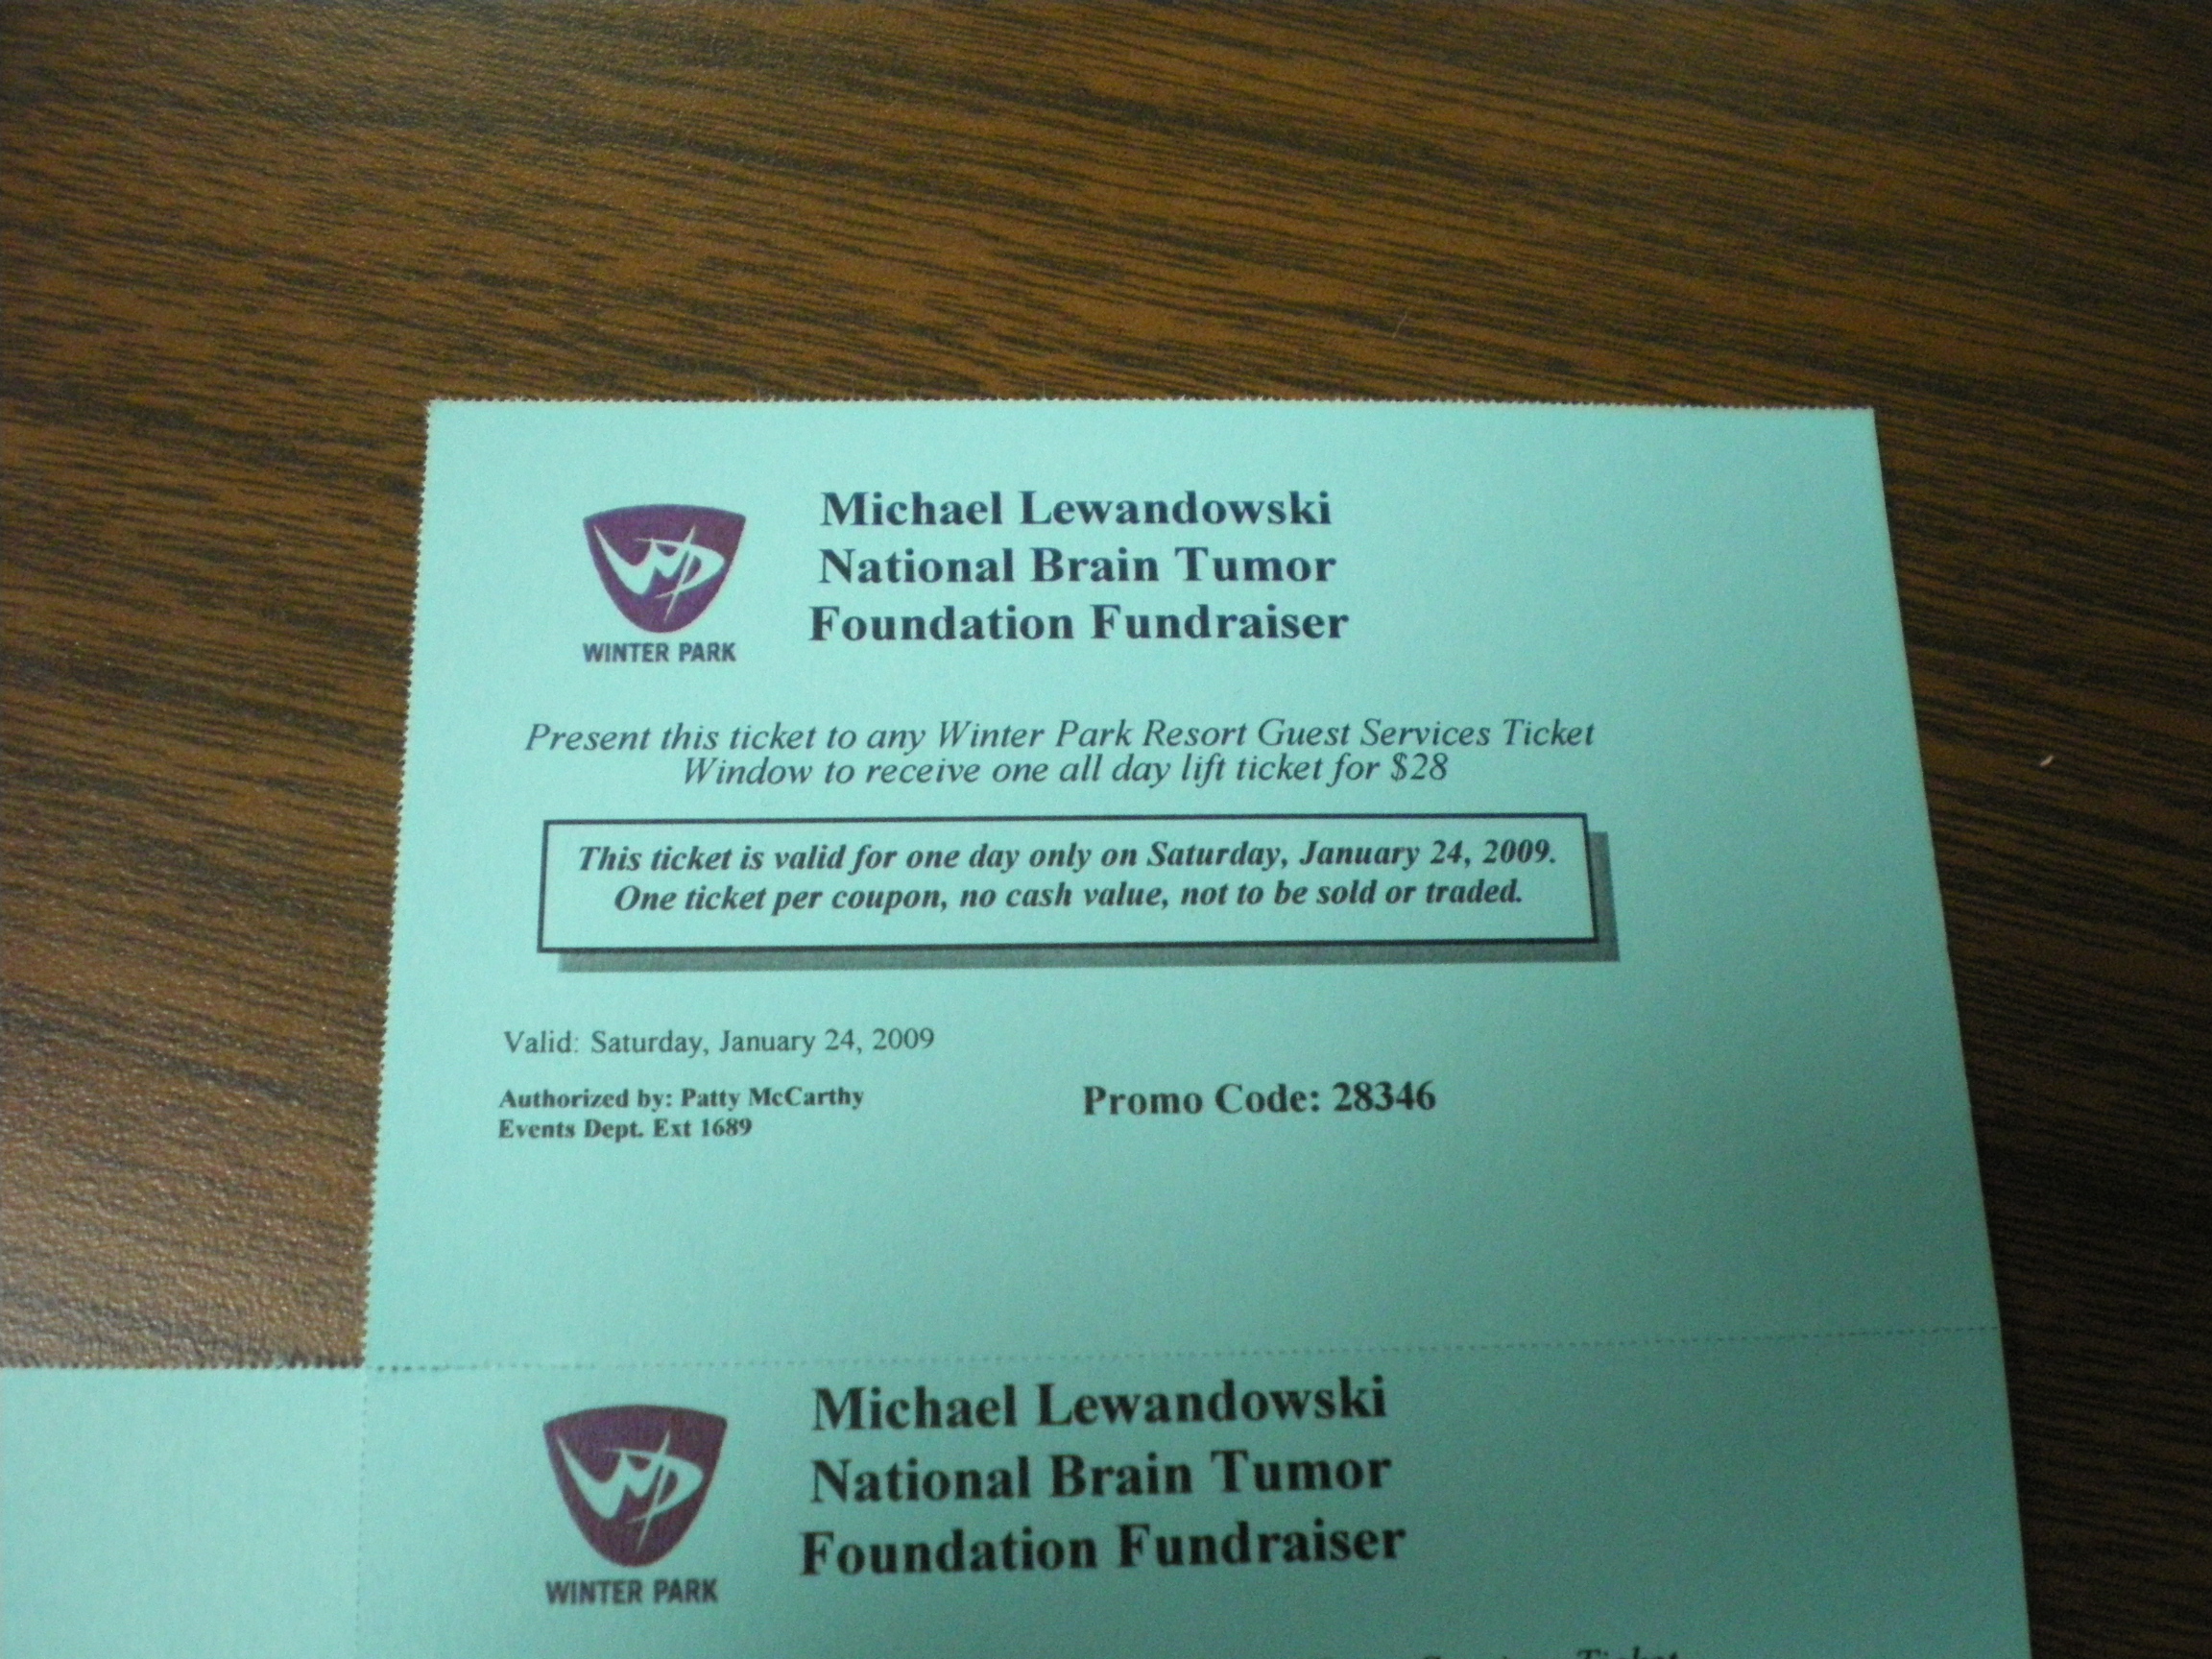 Michael Lewandowski
National Brain Tumor
Foundation Fundraiser
WINTER PARK
Present this ticket to any Winter Park Resort Guest Services Ticket
Window to receive one all day lift ticket for $28
This ticket is valid for one day only on Saturday, January 24, 2009.
One ticket per coupon, no cash value, not to be sold or traded.
Valid: Saturday, January 24, 2009
Authorized by: Patty McCarthy
Events Dept. Ext 1689
Promo Code: 28346
Michael Lewandowski
National Brain Tumor
Foundation Fundraiser
WINTER PARK
Ticket